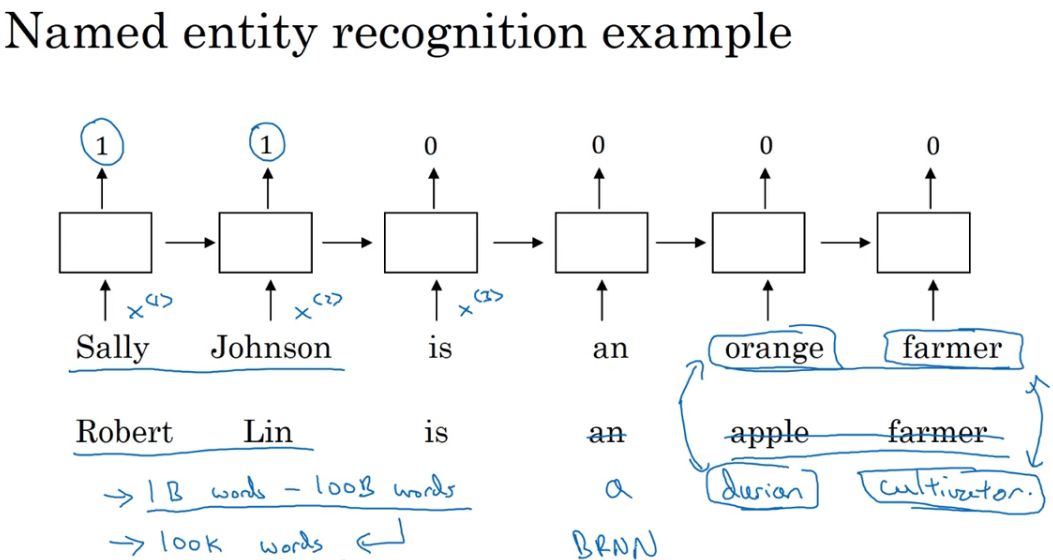 Named entity recognition example
1 1 0 0 0 0
x<1> x<2> x<3>
Sally Johnson is an orange farmer
Robert Lin is an apple farmer
→ 1B words - 100B words a durian cultivator.
→ 100K words BRNN